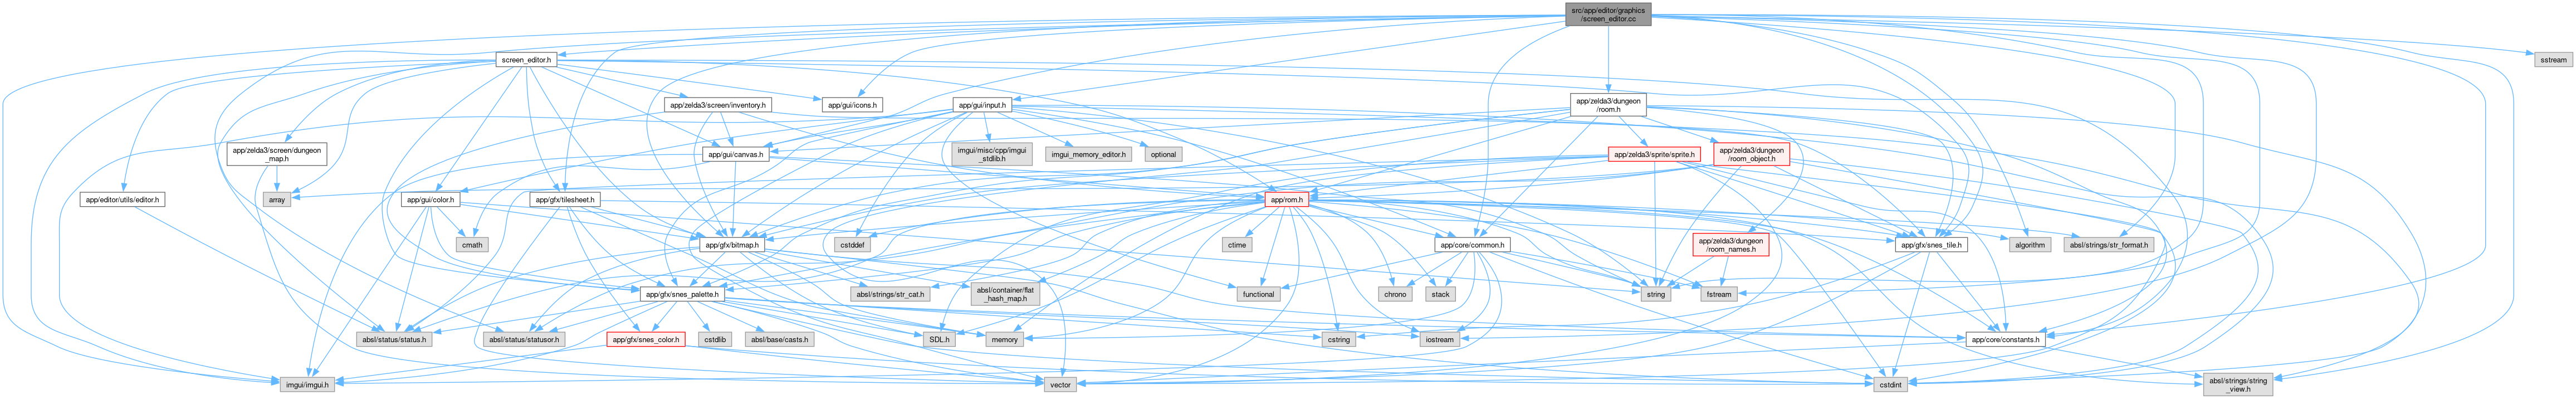 src/app/editor/graphics
/screen_editor.cc
screen_editor.h
sstream
app/zelda3/screen/inventory.h
app/gui/icons.h
app/gui/input.h
app/zelda3/dungeon
/room.h
app/zelda3/screen/dungeon
_map.h
app/gui/canvas.h
imgui/misc/cpp/imgui
_stdlib.h
imgui_memory_editor.h
optional
app/zelda3/sprite/sprite.h
app/zelda3/dungeon
/room_object.h
app/editor/utils/editor.h
array
app/gui/color.h
app/gfx/tilesheet.h
app/rom.h
cmath
app/gfx/bitmap.h
cstddef
ctime
app/core/common.h
app/zelda3/dungeon
/room_names.h
app/gfx/snes_tile.h
algorithm
absl/strings/str_format.h
app/gfx/snes_palette.h
absl/strings/str_cat.h
absl/container/flat
_hash_map.h
functional
chrono
stack
string
fstream
absl/status/status.h
absl/status/statusor.h
app/gfx/snes_color.h
cstdlib
absl/base/casts.h
SDL.h
memory
cstring
iostream
app/core/constants.h
imgui/imgui.h
vector
cstdint
absl/strings/string
_view.h